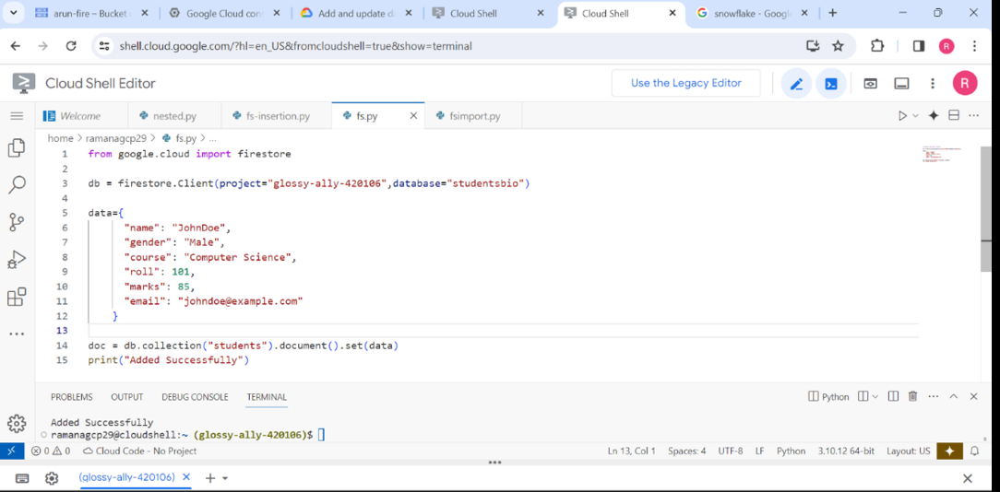 arun-fire – Bucket
Google Cloud con
Add and update d
Cloud Shell
Cloud Shell
snowflake - Googl
shell.cloud.google.com/?hl=en_US&fromcloudshell=true&show=terminal
R
Cloud Shell Editor
Use the Legacy Editor
R
Welcome
nested.py
fs-insertion.py
fs.py
fsimport.py
home > ramanagcp29 > fs.py > ...
1 from google.cloud import firestore
2
3 db = firestore.Client(project="glossy-ally-420106",database="studentsbio")
4
5 data={
6 "name": "JohnDoe",
7 "gender": "Male",
8 "course": "Computer Science",
9 "roll": 101,
10 "marks": 85,
11 "email": "johndoe@example.com"
12 }
13
14 doc = db.collection("students").document().set(data)
15 print("Added Successfully")
PROBLEMS OUTPUT DEBUG CONSOLE TERMINAL
Python
Added Successfully
ramanagcp29@cloudshell:~ (glossy-ally-420106)$
0 0 Cloud Code - No Project
Ln 13, Col 1 Spaces: 4 UTF-8 LF Python 3.10.12 64-bit Layout: US
(glossy-ally-420106)